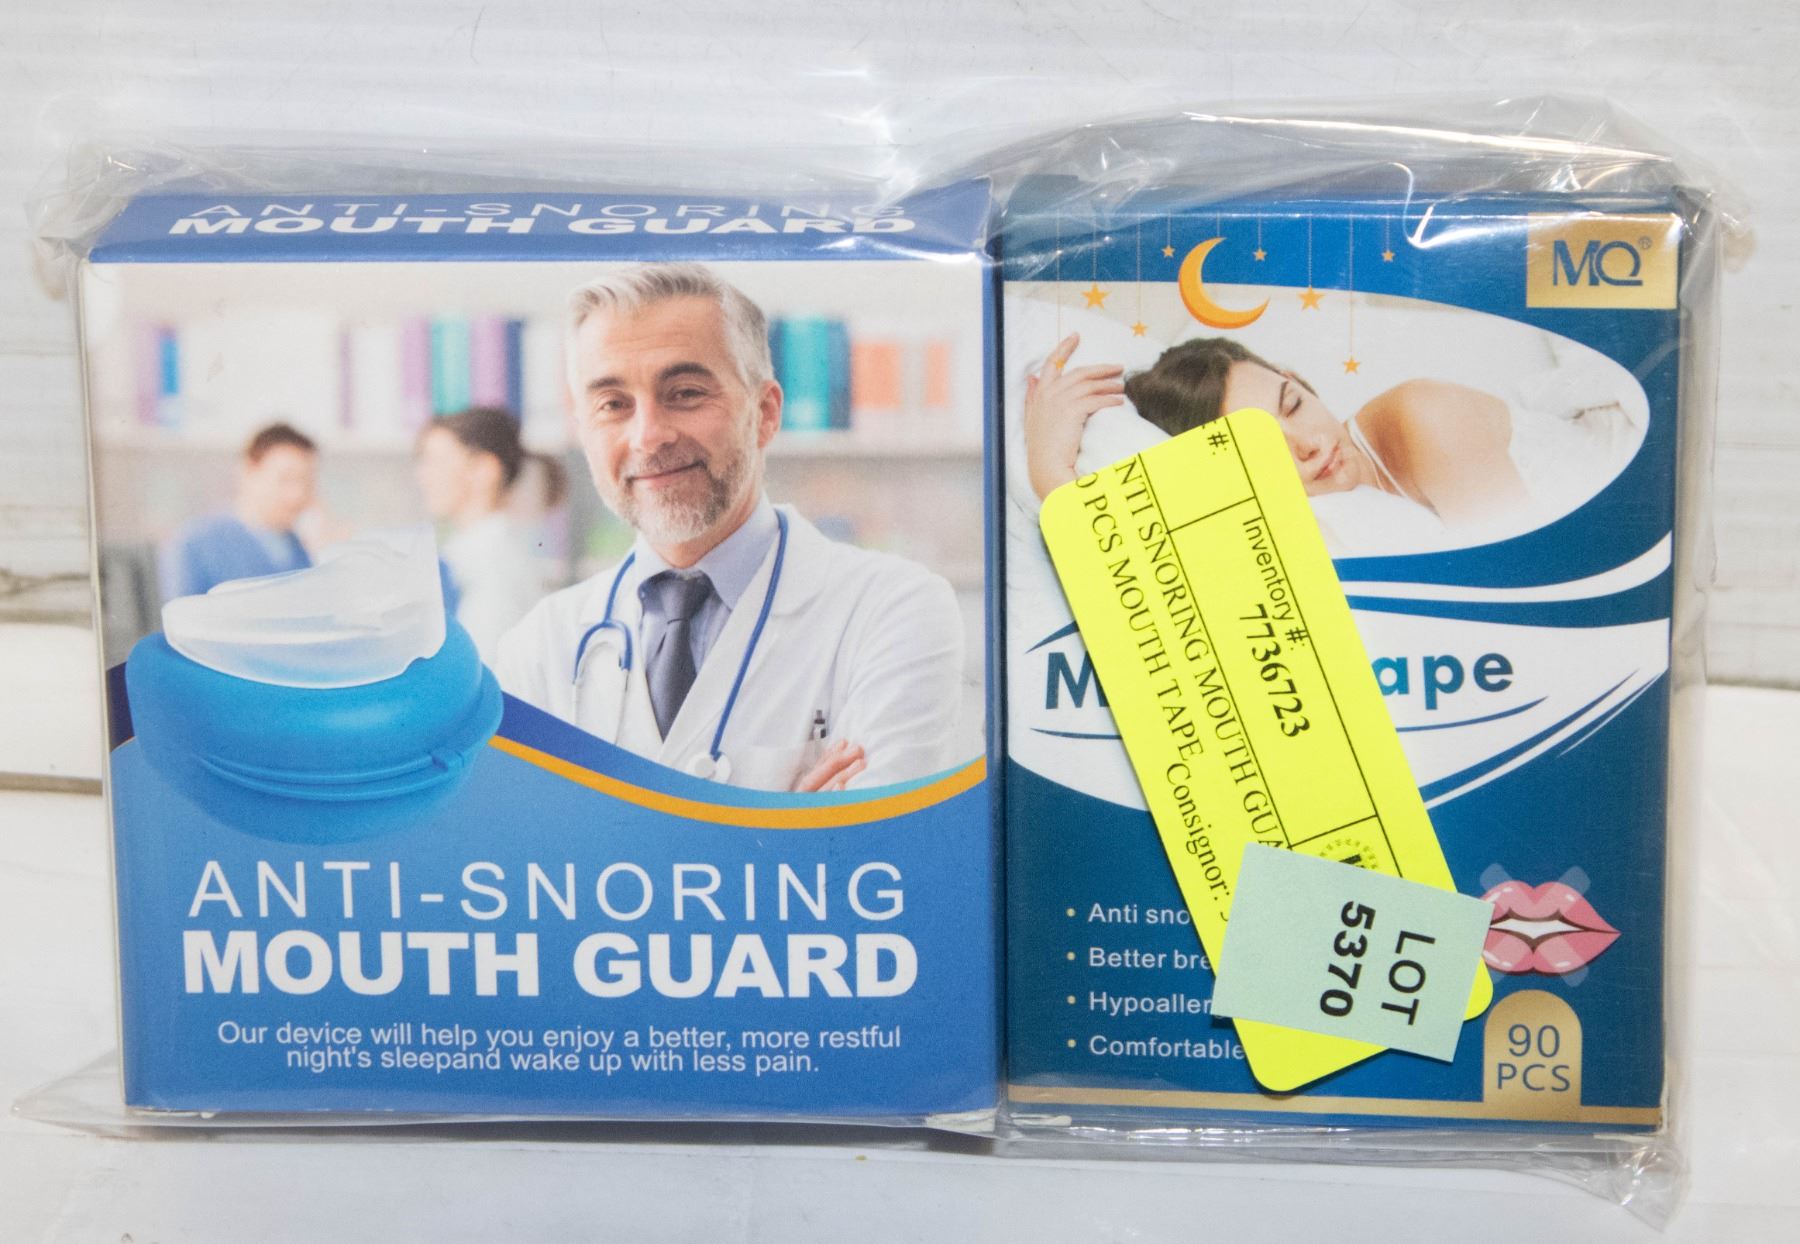 ANTI-SNORING
MOUTH GUARD
ANTI-SNORING
MOUTH GUARD
Our device will help you enjoy a better, more restful
night's sleepand wake up with less pain.
MQ®
M ape
• Anti sno
• Better bre
• Hypoaller
• Comfortable
90
PCS
#:
Inventory #:
7736723
NTI SNORING MOUTH GUA
0 PCS MOUTH TAPE Consignor:
LOT
5370